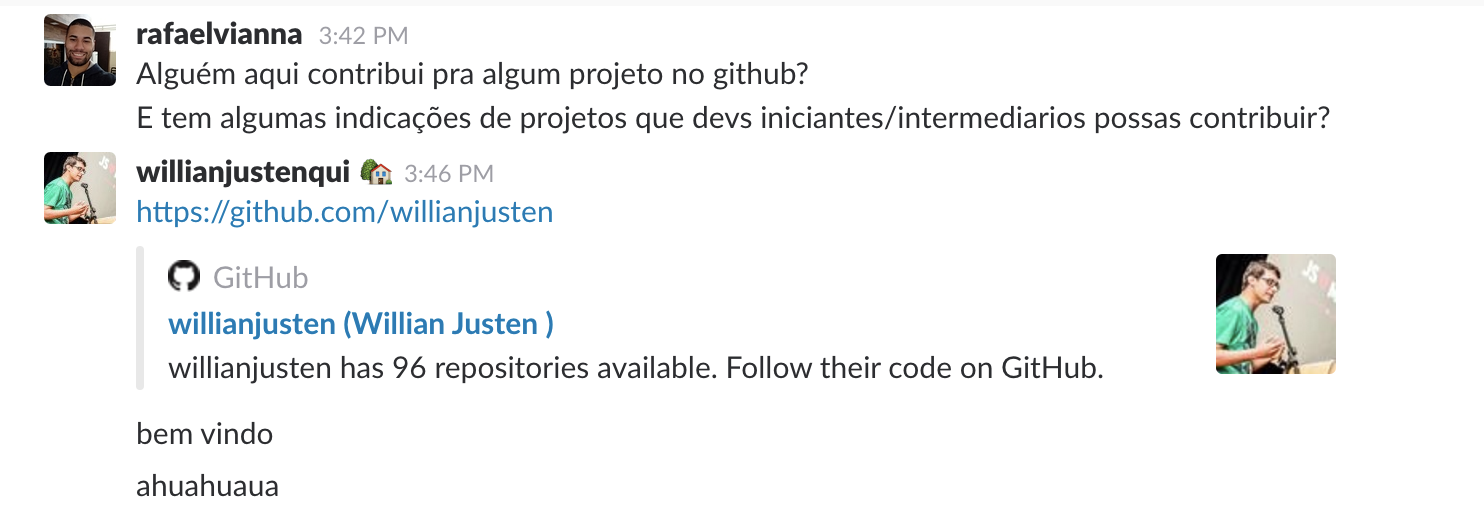 rafaelvianna 3:42 PM
Alguém aqui contribui pra algum projeto no github?
E tem algumas indicações de projetos que devs iniciantes/intermediarios possas contribuir?
willianjustenqui 3:46 PM
https://github.com/willianjusten
GitHub
willianjusten (Willian Justen )
willianjusten has 96 repositories available. Follow their code on GitHub.
bem vindo
ahuahuaua